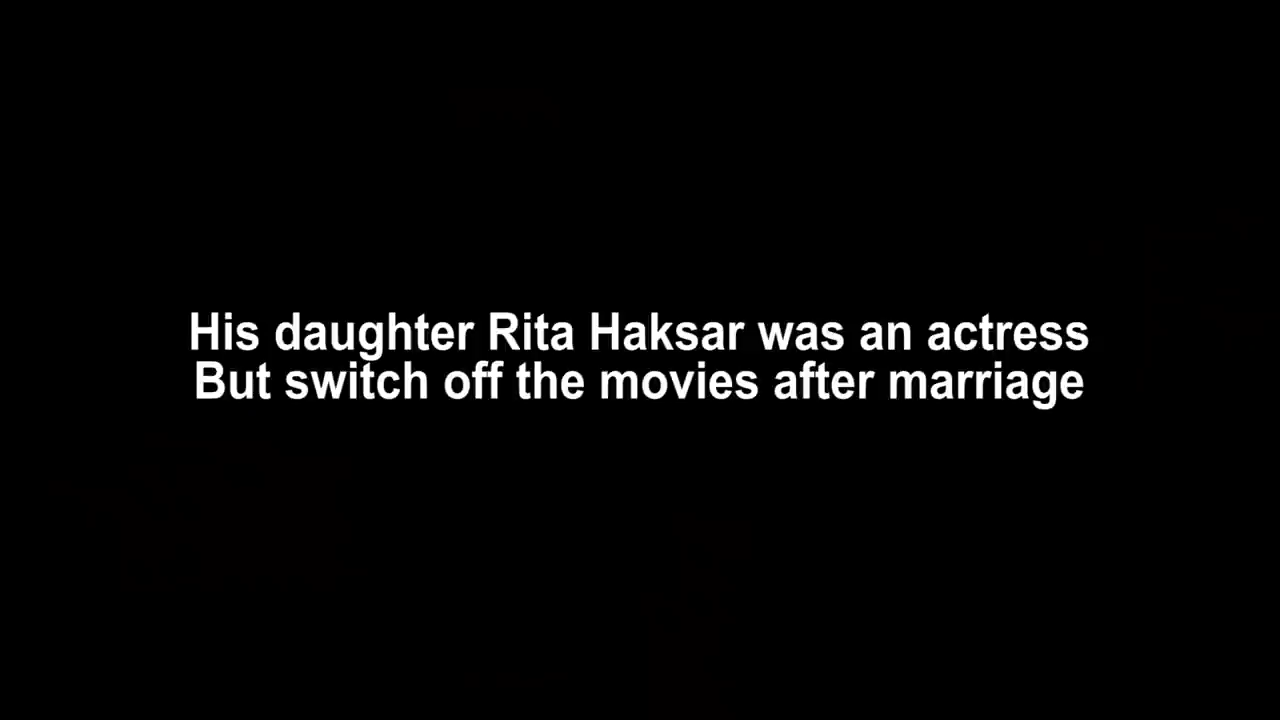 His daughter Rita Haksar was an actress
But switch off the movies after marriage